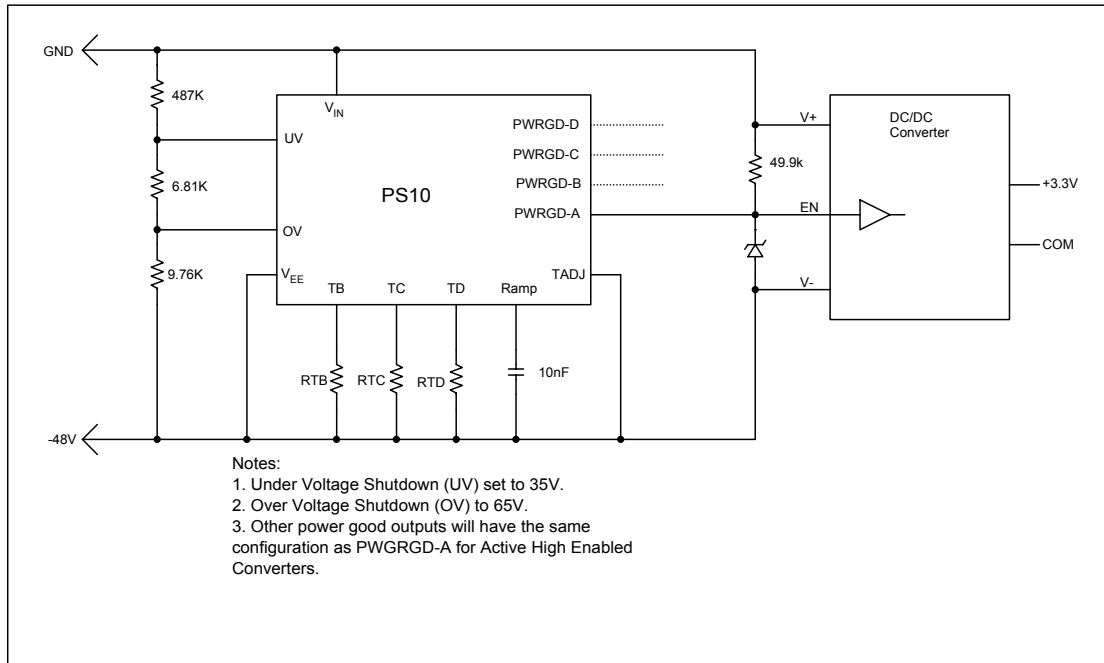 GND
487K
V_IN
UV
PWRGD-D
PWRGD-C
PWRGD-B
PWRGD-A
V+
DC/DC
Converter
49.9k
6.81K
PS10
EN
+3.3V
OV
COM
9.76K
V_EE
TB
TC
TD
Ramp
TADJ
V-
RTB
RTC
RTD
10nF
-48V
Notes:
1. Under Voltage Shutdown (UV) set to 35V.
2. Over Voltage Shutdown (OV) to 65V.
3. Other power good outputs will have the same
configuration as PWGRGD-A for Active High Enabled
Converters.